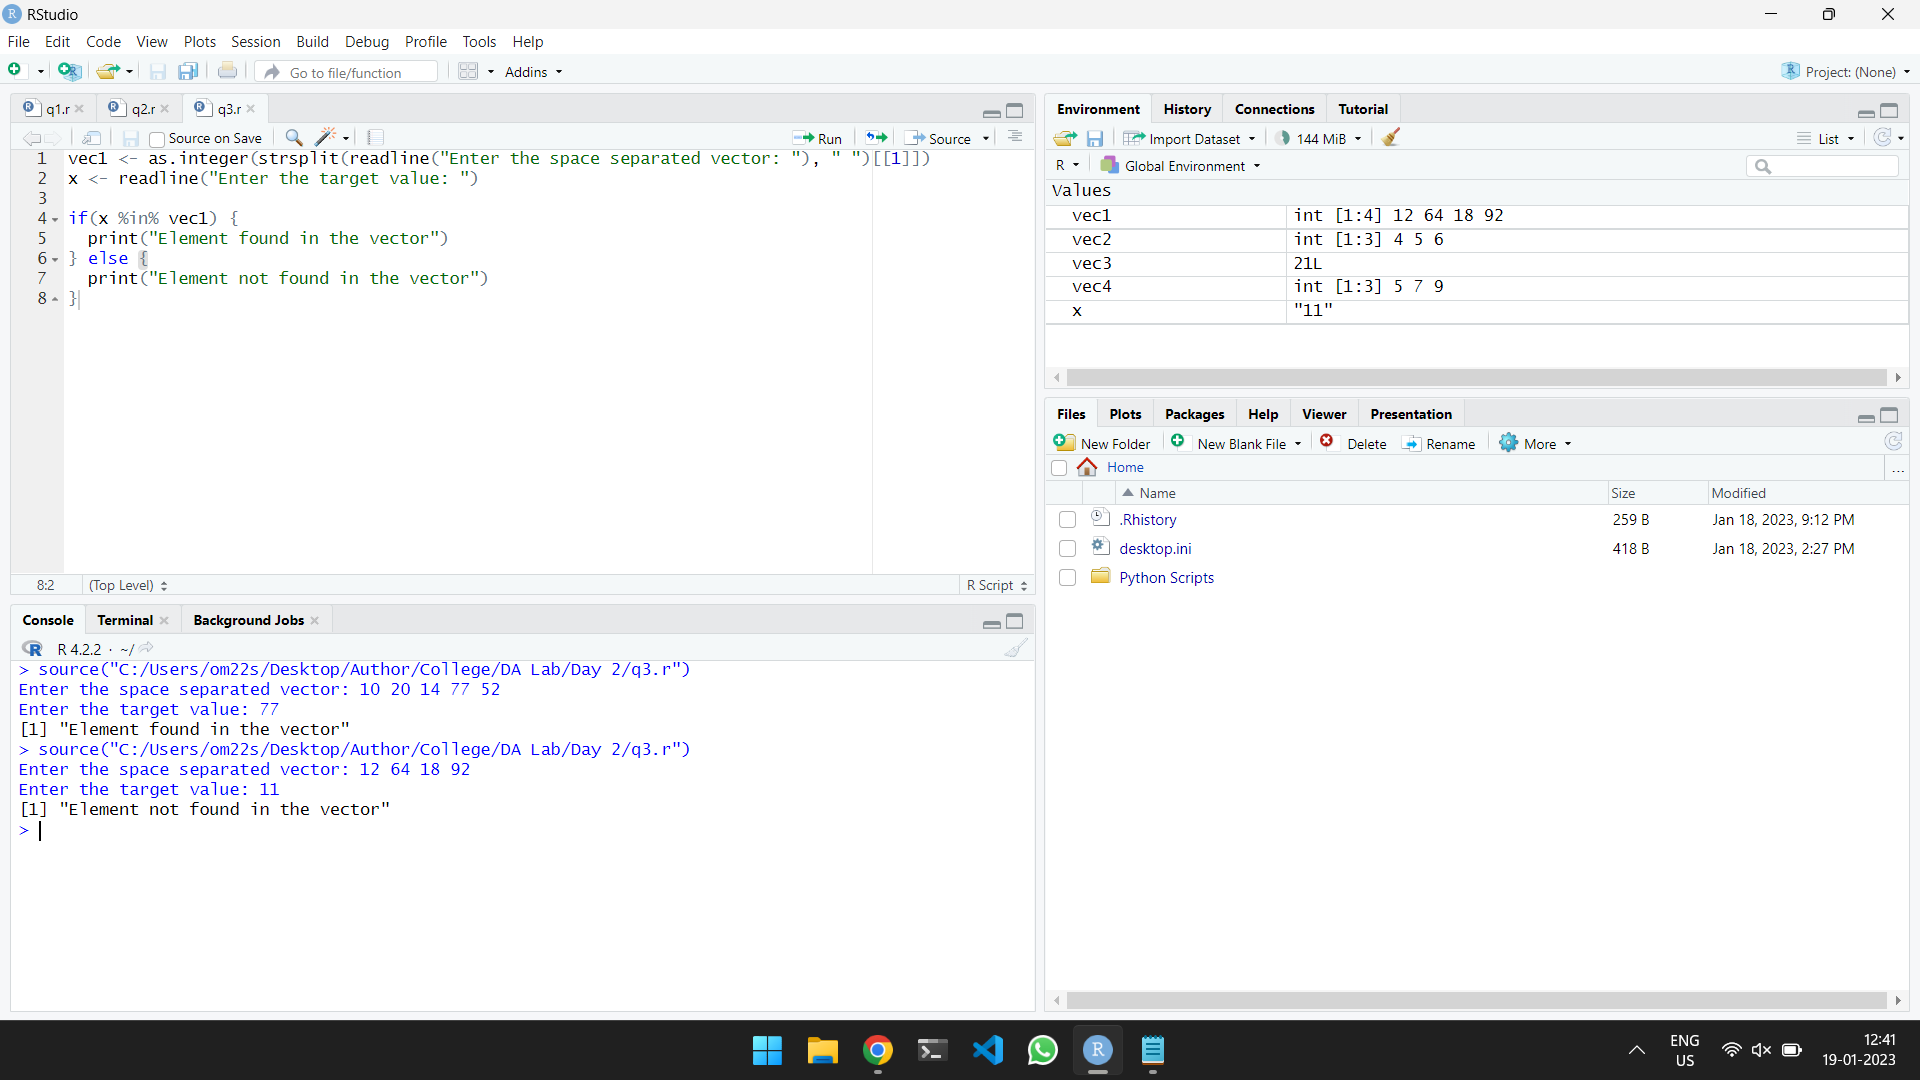 RStudio
File Edit Code View Plots Session Build Debug Profile Tools Help
Go to file/function Addins Project: (None)
q1.r q2.r q3.r
Source on Save Run Source
1 vec1 <- as.integer(strsplit(readline("Enter the space separated vector: "), " ")[[1]])
2 x <- readline("Enter the target value: ")
3
4 if(x %in% vec1) {
5 print("Element found in the vector")
6 } else {
7 print("Element not found in the vector")
8 }
8:2 (Top Level) R Script
Console Terminal Background Jobs
R 4.2.2 · ~/
> source("C:/Users/om22s/Desktop/Author/College/DA Lab/Day 2/q3.r")
Enter the space separated vector: 10 20 14 77 52
Enter the target value: 77
[1] "Element found in the vector"
> source("C:/Users/om22s/Desktop/Author/College/DA Lab/Day 2/q3.r")
Enter the space separated vector: 12 64 18 92
Enter the target value: 11
[1] "Element not found in the vector"
>
Environment History Connections Tutorial
Import Dataset 144 MiB List
R Global Environment
Values
vec1 int [1:4] 12 64 18 92
vec2 int [1:3] 4 5 6
vec3 21L
vec4 int [1:3] 5 7 9
x "11"
Files Plots Packages Help Viewer Presentation
New Folder New Blank File Delete Rename More
Home ...
Name Size Modified
.Rhistory 259 B Jan 18, 2023, 9:12 PM
desktop.ini 418 B Jan 18, 2023, 2:27 PM
Python Scripts
ENG
US
12:41
19-01-2023